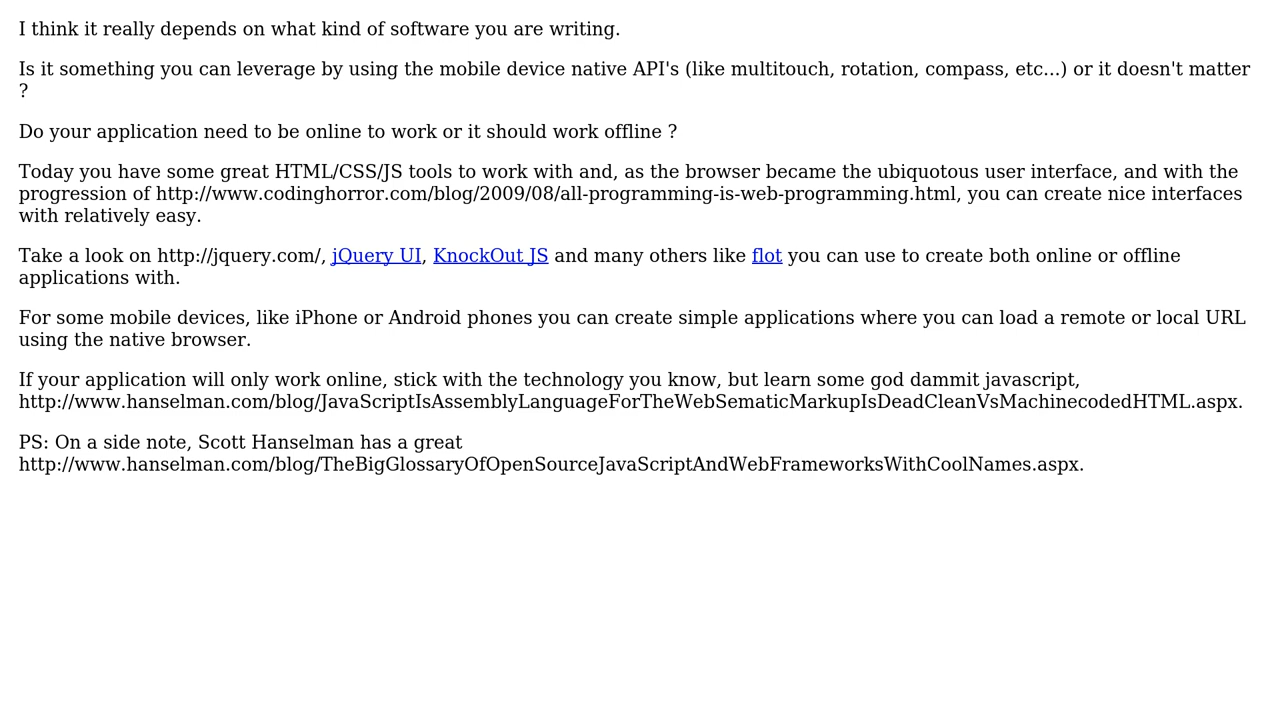 I think it really depends on what kind of software you are writing.
Is it something you can leverage by using the mobile device native API's (like multitouch, rotation, compass, etc...) or it doesn't matter
?
Do your application need to be online to work or it should work offline ?
Today you have some great HTML/CSS/JS tools to work with and, as the browser became the ubiquotous user interface, and with the
progression of http://www.codinghorror.com/blog/2009/08/all-programming-is-web-programming.html, you can create nice interfaces
with relatively easy.
Take a look on http://jquery.com/, jQuery UI, KnockOut JS and many others like flot you can use to create both online or offline
applications with.
For some mobile devices, like iPhone or Android phones you can create simple applications where you can load a remote or local URL
using the native browser.
If your application will only work online, stick with the technology you know, but learn some god dammit javascript,
http://www.hanselman.com/blog/JavaScriptIsAssemblyLanguageForTheWebSematicMarkupIsDeadCleanVsMachinecodedHTML.aspx.
PS: On a side note, Scott Hanselman has a great
http://www.hanselman.com/blog/TheBigGlossaryOfOpenSourceJavaScriptAndWebFrameworksWithCoolNames.aspx.